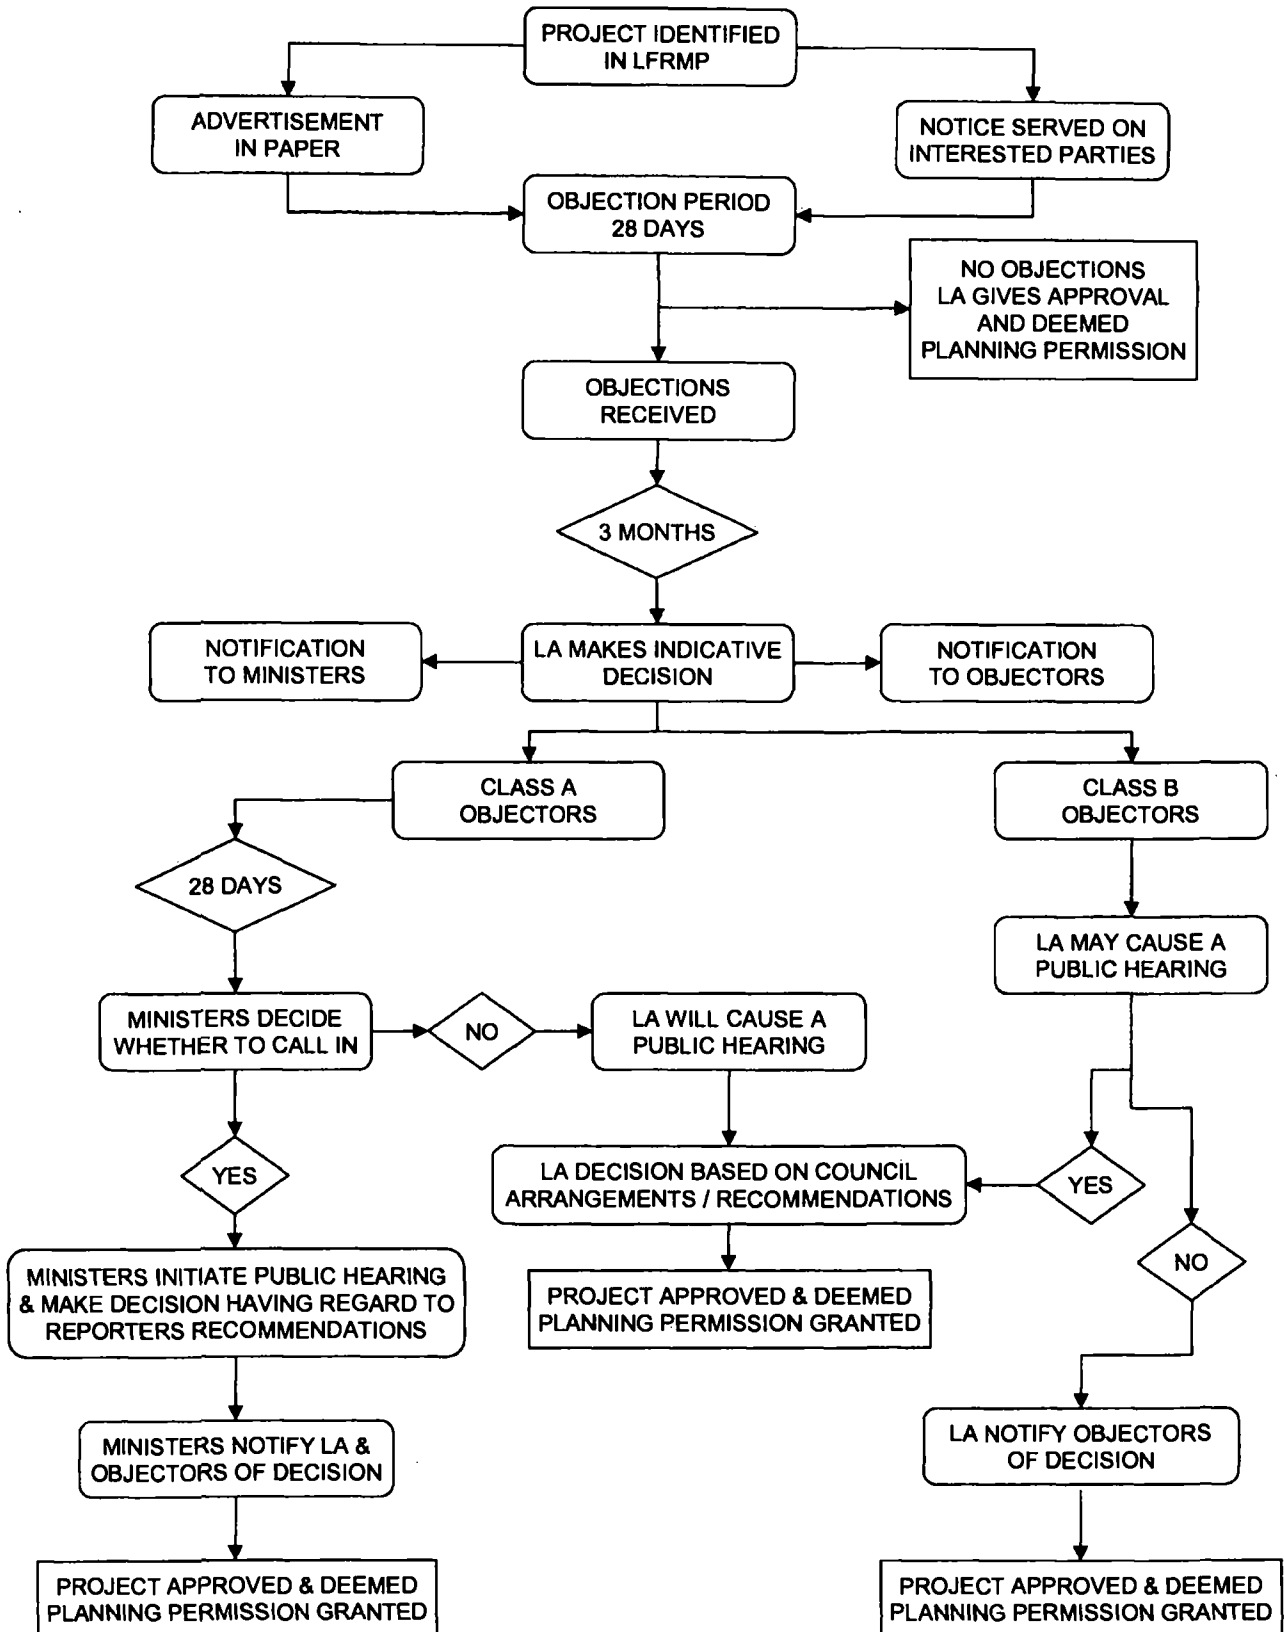 PROJECT IDENTIFIED
IN LFRMP
ADVERTISEMENT
IN PAPER
NOTICE SERVED ON
INTERESTED PARTIES
OBJECTION PERIOD
28 DAYS
NO OBJECTIONS
LA GIVES APPROVAL
AND DEEMED
PLANNING PERMISSION
OBJECTIONS
RECEIVED
3 MONTHS
NOTIFICATION
TO MINISTERS
LA MAKES INDICATIVE
DECISION
NOTIFICATION
TO OBJECTORS
CLASS A
OBJECTORS
CLASS B
OBJECTORS
28 DAYS
LA MAY CAUSE A
PUBLIC HEARING
MINISTERS DECIDE
WHETHER TO CALL IN
NO
LA WILL CAUSE A
PUBLIC HEARING
YES
LA DECISION BASED ON COUNCIL
ARRANGEMENTS / RECOMMENDATIONS
YES
NO
MINISTERS INITIATE PUBLIC HEARING
& MAKE DECISION HAVING REGARD TO
REPORTERS RECOMMENDATIONS
PROJECT APPROVED & DEEMED
PLANNING PERMISSION GRANTED
MINISTERS NOTIFY LA &
OBJECTORS OF DECISION
LA NOTIFY OBJECTORS
OF DECISION
PROJECT APPROVED & DEEMED
PLANNING PERMISSION GRANTED
PROJECT APPROVED & DEEMED
PLANNING PERMISSION GRANTED